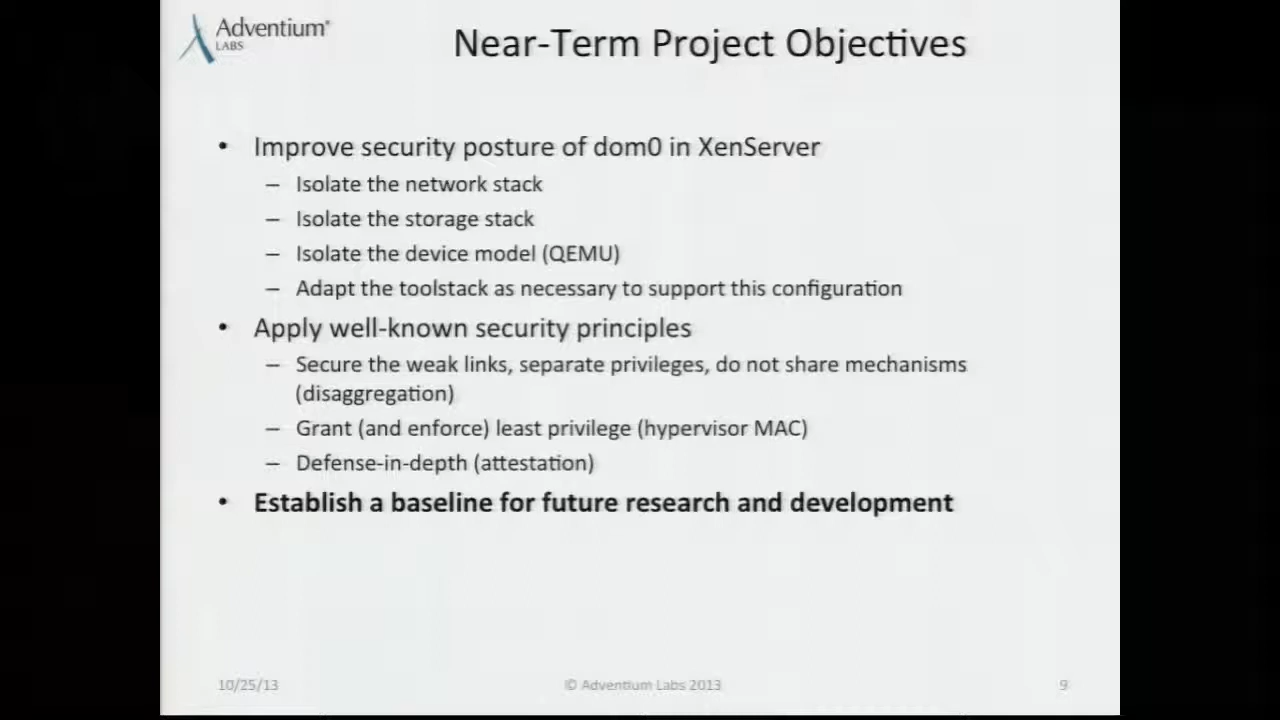 Adventium®
LABS
Near-Term Project Objectives
• Improve security posture of dom0 in XenServer
– Isolate the network stack
– Isolate the storage stack
– Isolate the device model (QEMU)
– Adapt the toolstack as necessary to support this configuration
• Apply well-known security principles
– Secure the weak links, separate privileges, do not share mechanisms
(disaggregation)
– Grant (and enforce) least privilege (hypervisor MAC)
– Defense-in-depth (attestation)
• Establish a baseline for future research and development
10/25/13
© Adventium Labs 2013
9